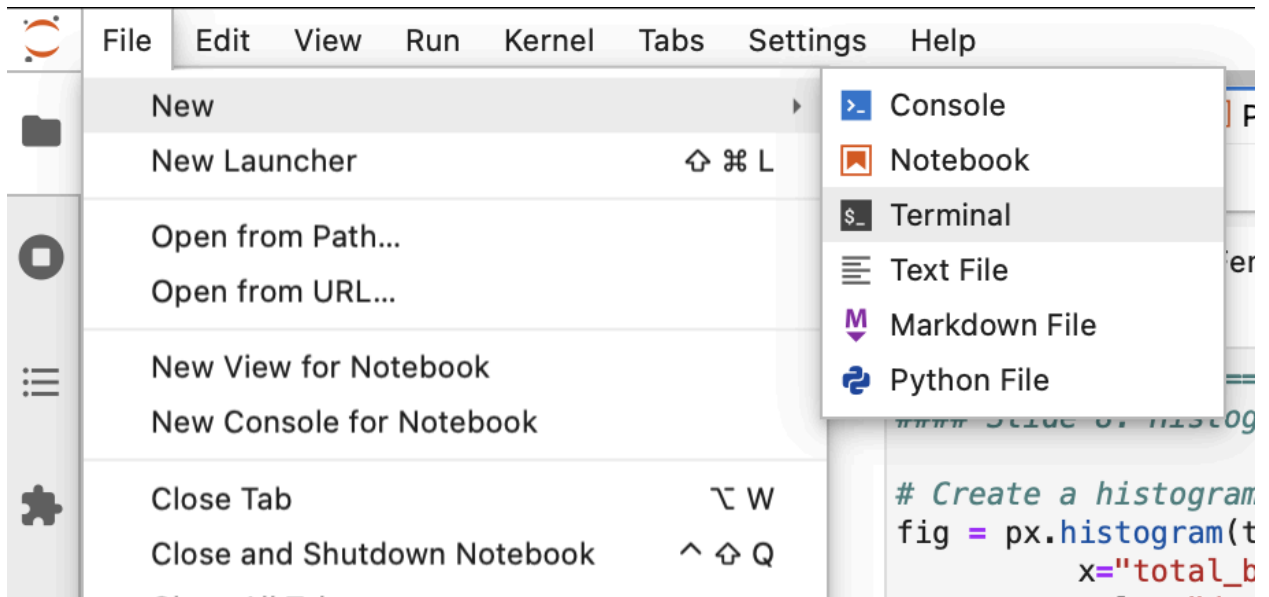 File Edit View Run Kernel Tabs Settings Help
New
New Launcher ⇧ ⌘ L
Open from Path...
Open from URL...
New View for Notebook
New Console for Notebook
Close Tab ⌥ W
Close and Shutdown Notebook ^ ⇧ Q
Console
Notebook
$_ Terminal
Text File
M Markdown File
Python File
#### Slide
# Create a histogram
fig = px.histogram(t
x="total_b